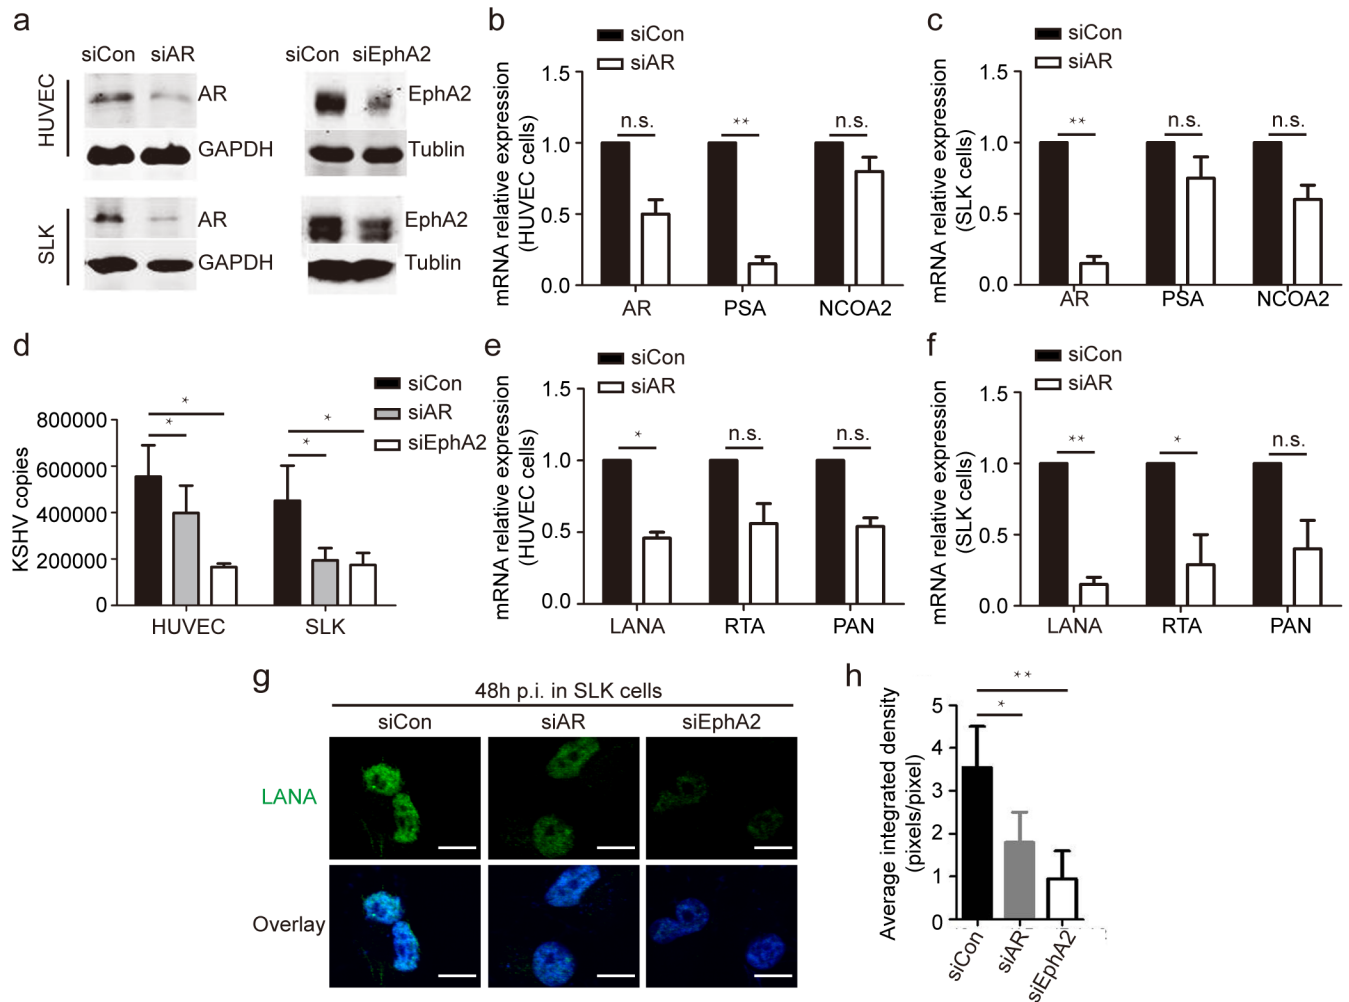 a
siCon siAR
siCon siEphA2
HUVEC
AR
GAPDH
EphA2
Tublin
SLK
AR
GAPDH
EphA2
Tublin
b
siCon
siAR
mRNA relative expression
(HUVEC cells)
1.5
1.0
0.5
0.0
n.s.
**
n.s.
AR PSA NCOA2
c
siCon
siAR
mRNA relative expression
(SLK cells)
1.5
1.0
0.5
0.0
**
n.s.
n.s.
AR PSA NCOA2
d
siCon
siAR
siEphA2
KSHV copies
800000
600000
400000
200000
0
*
*
*
*
HUVEC SLK
e
siCon
siAR
mRNA relative expression
(HUVEC cells)
1.5
1.0
0.5
0.0
*
n.s.
n.s.
LANA RTA PAN
f
siCon
siAR
mRNA relative expression
(SLK cells)
1.5
1.0
0.5
0.0
**
*
n.s.
LANA RTA PAN
g
48h p.i. in SLK cells
siCon siAR siEphA2
LANA
Overlay
h
Average integrated density
(pixels/pixel)
5
4
3
2
1
0
**
*
siCon
siAR
siEphA2